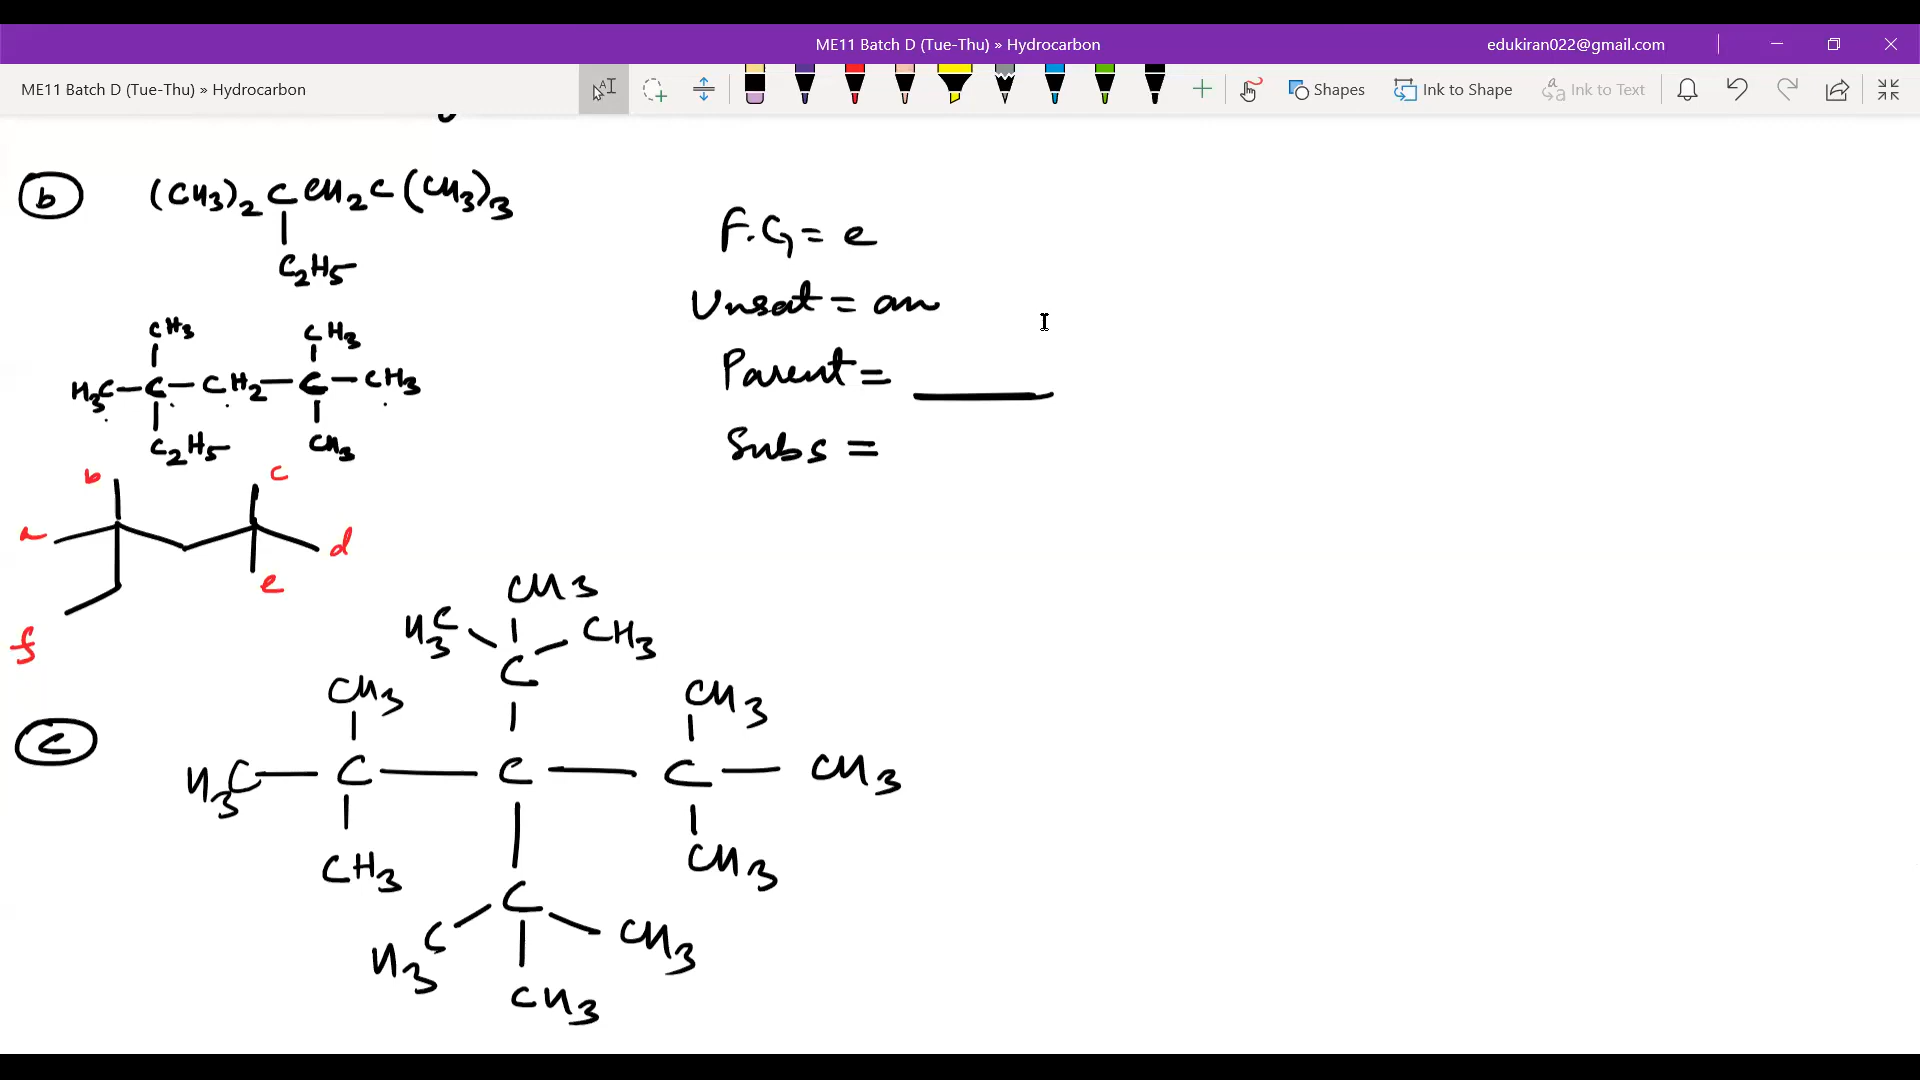 ME11 Batch D (Tue-Thu) » Hydrocarbon
edukiran022@gmail.com
ME11 Batch D (Tue-Thu) » Hydrocarbon
Shapes
Ink to Shape
Ink to Text
b
(CH3)2 C CH2 C (CH3)3
C2H5
F.G = e
Unsat = an
Parent =
Subs =
CH3 CH3
H3C - C - CH2 - C - CH3
C2H5 CH3
b c
a d
e
f
CH3
H3C CH3
C
CH3 CH3
c
H3C - C - C - C - CH3
CH3 CH3
C
H3C CH3
CH3